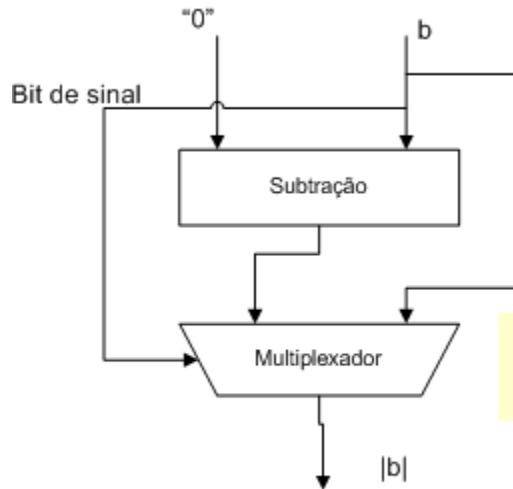 “0”
b
Bit de sinal
Subtração
Multiplexador
|b|